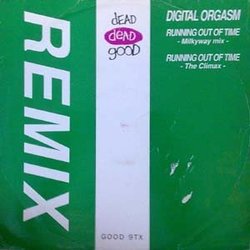 REMIX
dEAD
dEAD
good
DIGITAL ORGASM
RUNNING OUT OF TIME
- Milkyway mix -
RUNNING OUT OF TIME
- The Climax -
GOOD 9TX